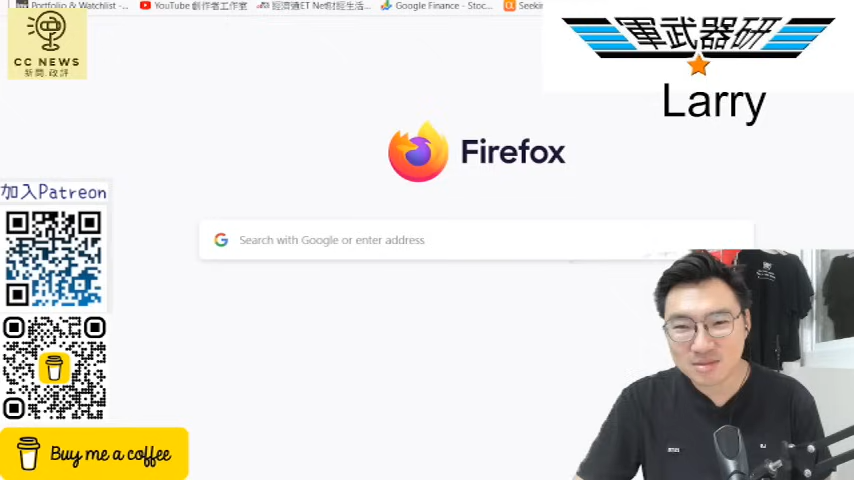 Portfolio & Watchlist -...
YouTube 創作者工作室
經濟通ET Net財經生活...
Google Finance - Stoc...
Seeki
CC NEWS
新聞.政評
軍武器研
Larry
Firefox
加入Patreon
Search with Google or enter address
Buy me a coffee